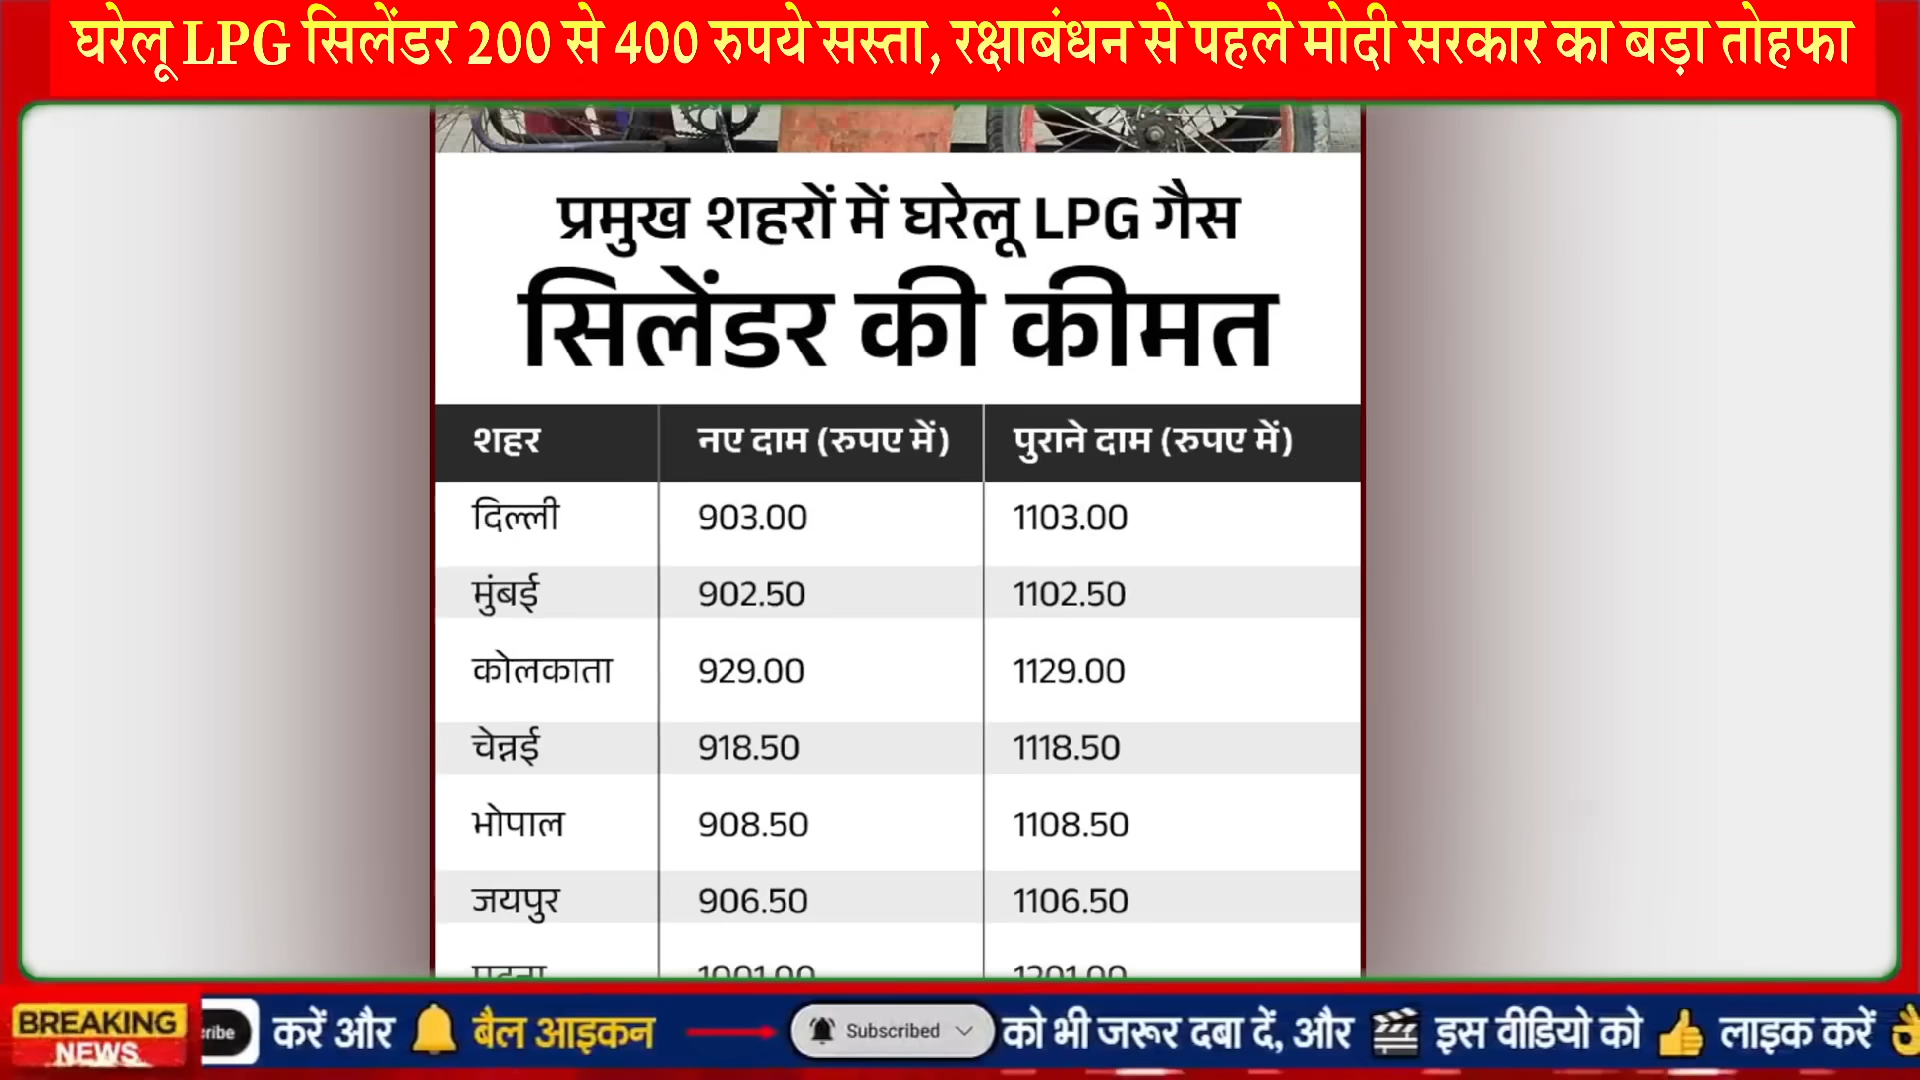 घरेलू LPG सिलेंडर 200 से 400 रुपये सस्ता, रक्षाबंधन से पहले मोदी सरकार का बड़ा तोहफा
प्रमुख शहरों में घरेलू LPG गैस
सिलेंडर की कीमत
शहर नए दाम (रुपए में) पुराने दाम (रुपए में)
दिल्ली 903.00 1103.00
मुंबई 902.50 1102.50
कोलकाता 929.00 1129.00
चेन्नई 918.50 1118.50
भोपाल 908.50 1108.50
जयपुर 906.50 1106.50
BREAKING
NEWS
करें और बैल आइकन Subscribed को भी जरूर दबा दें, और इस वीडियो को लाइक करें